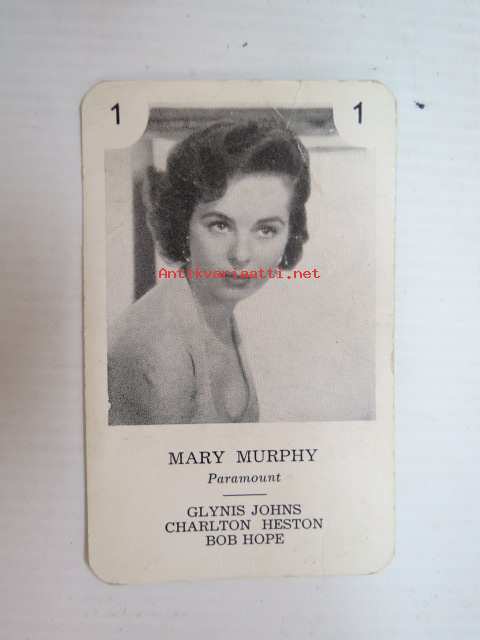 1 1
Antikvariaatti.net
MARY MURPHY
Paramount
GLYNIS JOHNS
CHARLTON HESTON
BOB HOPE